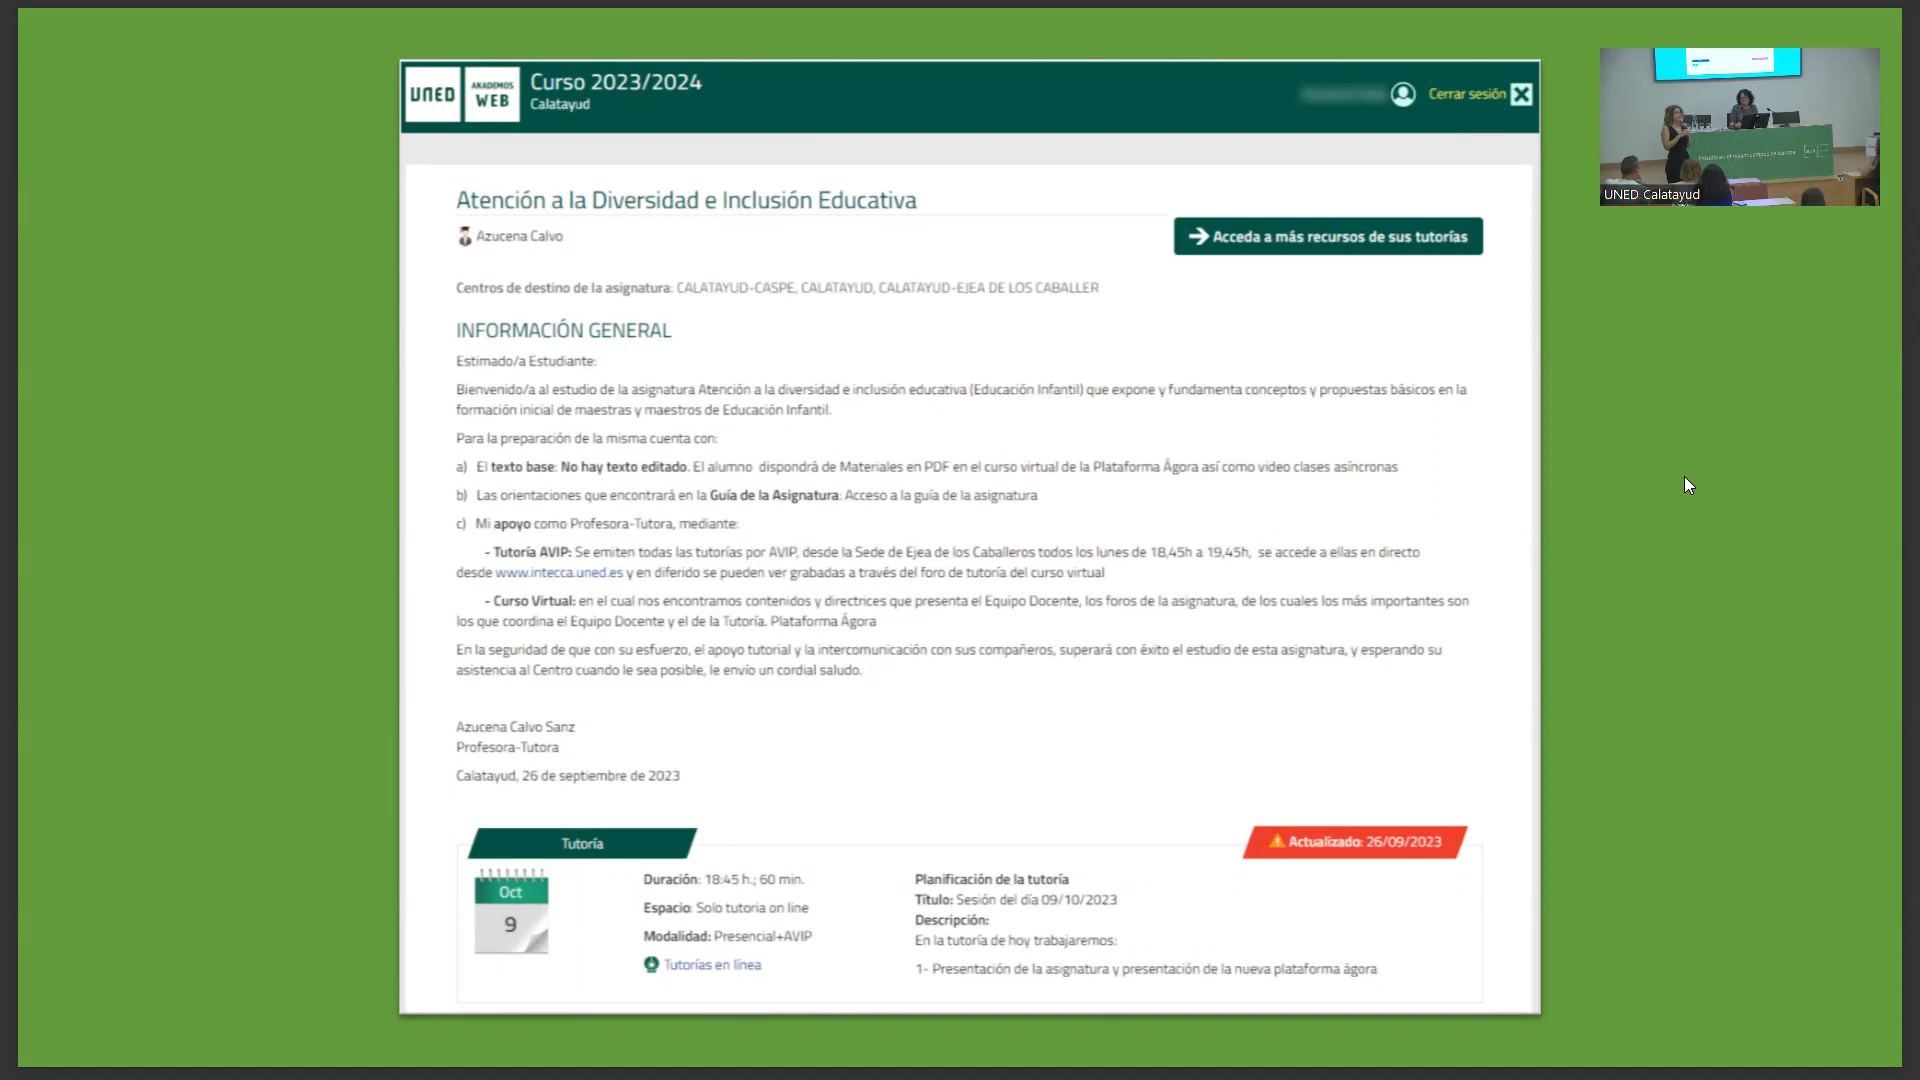 UNED
AKADEMOS
WEB
Curso 2023/2024
Calatayud
Cerrar sesión
Atención a la Diversidad e Inclusión Educativa
Azucena Calvo
Acceda a más recursos de sus tutorías
Centros de destino de la asignatura: CALATAYUD-CASPE, CALATAYUD, CALATAYUD-EJEA DE LOS CABALLER
INFORMACIÓN GENERAL
Estimado/a Estudiante:
Bienvenido/a al estudio de la asignatura Atención a la diversidad e inclusión educativa (Educación Infantil) que expone y fundamenta conceptos y propuestas básicos en la
formación inicial de maestras y maestros de Educación Infantil.
Para la preparación de la misma cuenta con:
a) El texto base: No hay texto editado. El alumno dispondrá de Materiales en PDF en el curso virtual de la Plataforma Ágora así como video clases asíncronas
b) Las orientaciones que encontrará en la Guía de la Asignatura: Acceso a la guía de la asignatura
c) Mi apoyo como Profesora-Tutora, mediante:
- Tutoría AVIP: Se emiten todas las tutorías por AVIP, desde la Sede de Ejea de los Caballeros todos los lunes de 18,45h a 19,45h, se accede a ellas en directo
desde www.intecca.uned.es y en diferido se pueden ver grabadas a través del foro de tutoría del curso virtual
- Curso Virtual: en el cual nos encontramos contenidos y directrices que presenta el Equipo Docente, los foros de la asignatura, de los cuales los más importantes son
los que coordina el Equipo Docente y el de la Tutoría. Plataforma Ágora
En la seguridad de que con su esfuerzo, el apoyo tutorial y la intercomunicación con sus compañeros, superará con éxito el estudio de esta asignatura, y esperando su
asistencia al Centro cuando le sea posible, le envío un cordial saludo.
Azucena Calvo Sanz
Profesora-Tutora
Calatayud, 26 de septiembre de 2023
Tutoría
Actualizado: 26/09/2023
Oct
9
Duración: 18:45 h.; 60 min.
Espacio: Solo tutoria on line
Modalidad: Presencial+AVIP
Tutorías en línea
Planificación de la tutoría
Título: Sesión del día 09/10/2023
Descripción:
En la tutoría de hoy trabajaremos:
1- Presentación de la asignatura y presentación de la nueva plataforma ágora
UNED Calatayud